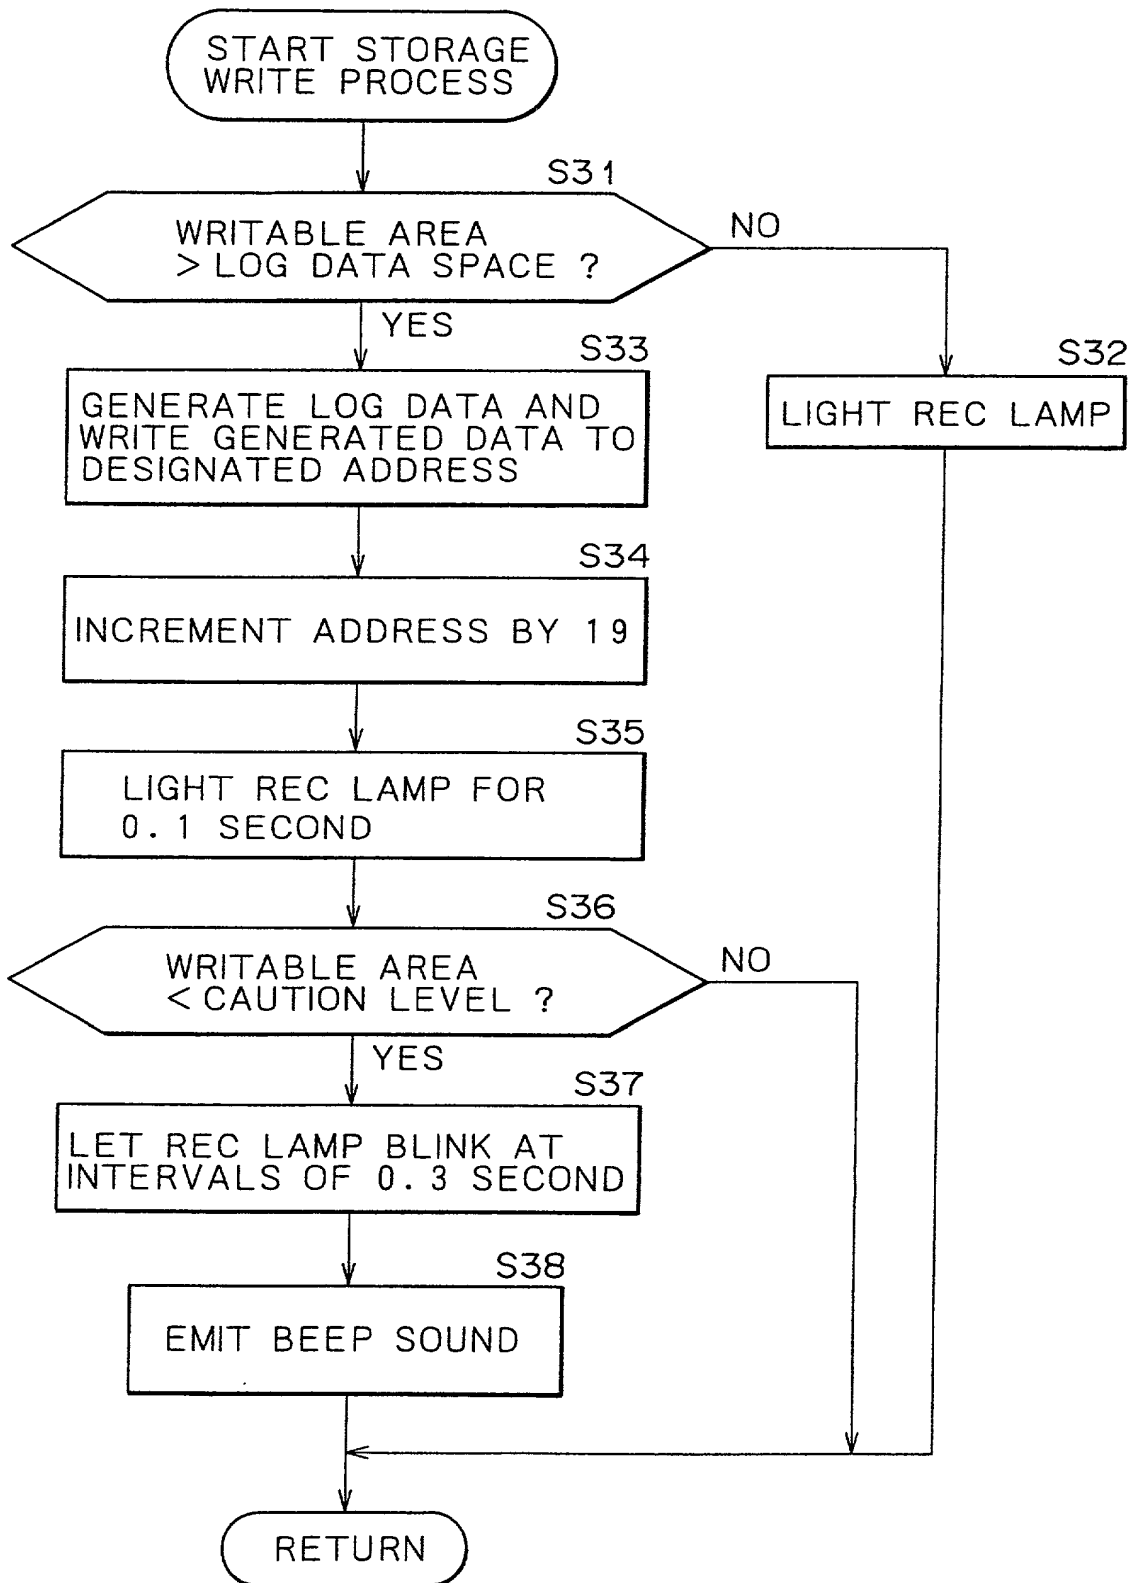 START STORAGE
WRITE PROCESS
S31
WRITABLE AREA
> LOG DATA SPACE ?
NO
YES
S33
S32
GENERATE LOG DATA AND
WRITE GENERATED DATA TO
DESIGNATED ADDRESS
LIGHT REC LAMP
S34
INCREMENT ADDRESS BY 19
S35
LIGHT REC LAMP FOR
0.1 SECOND
S36
WRITABLE AREA
< CAUTION LEVEL ?
NO
YES
S37
LET REC LAMP BLINK AT
INTERVALS OF 0.3 SECOND
S38
EMIT BEEP SOUND
RETURN